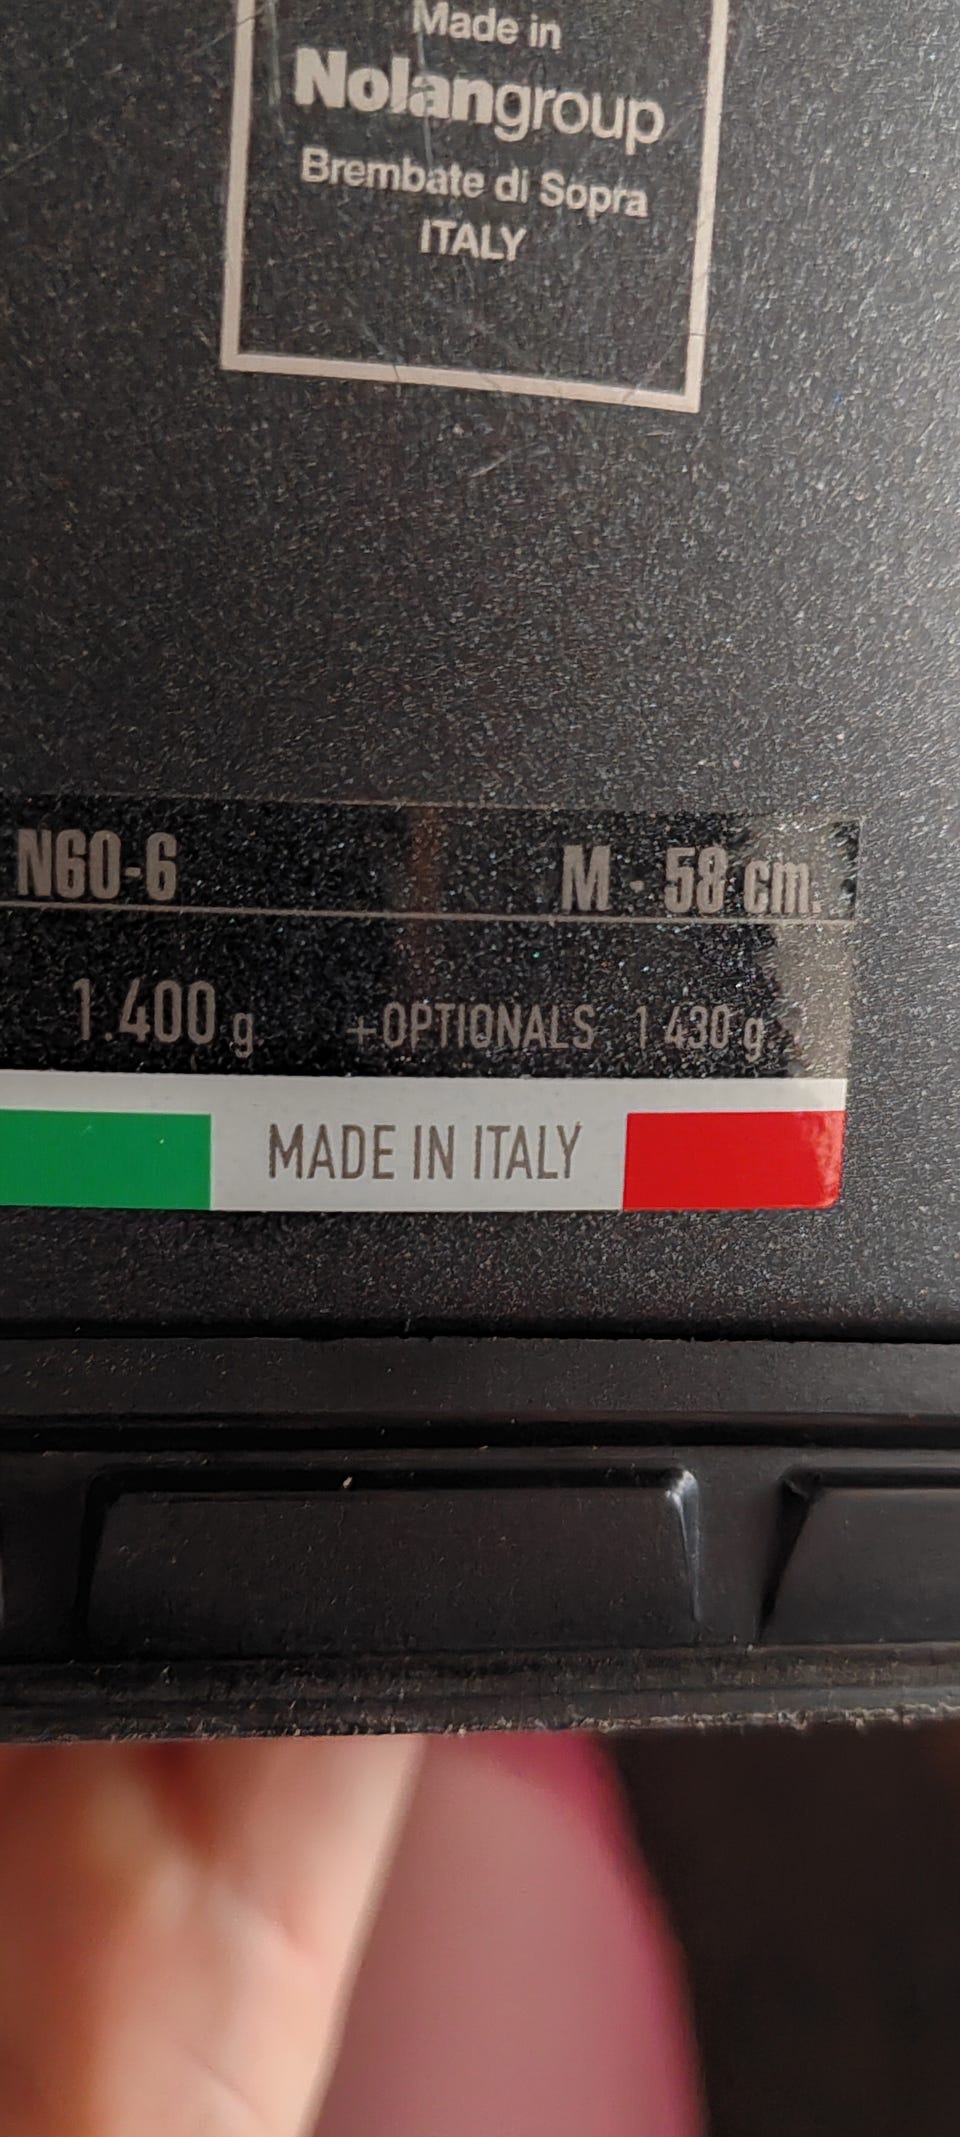 Made in
Nolangroup
Brembate di Sopra
ITALY
N60-6 M - 58 cm.
1.400 g. +OPTIONALS 1 430 g.
MADE IN ITALY